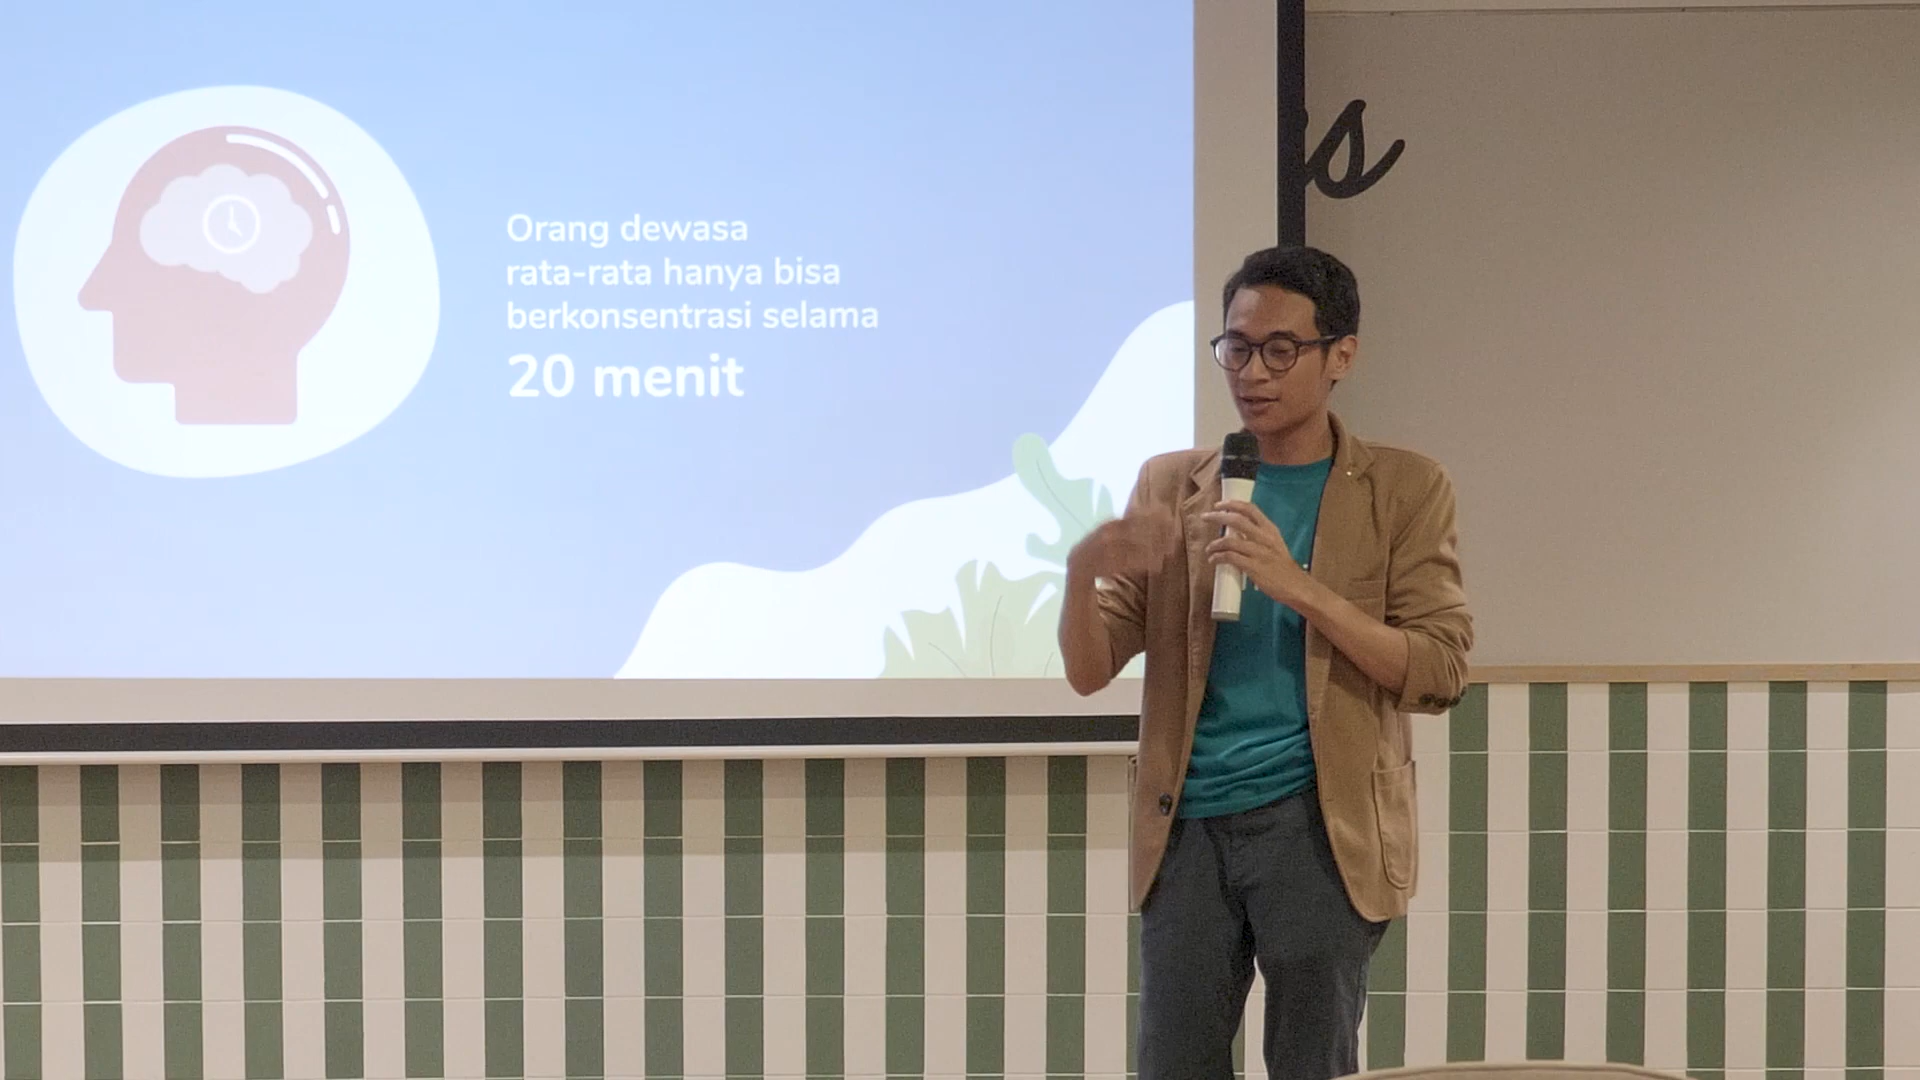 Orang dewasa
rata-rata hanya bisa
berkonsentrasi selama
20 menit